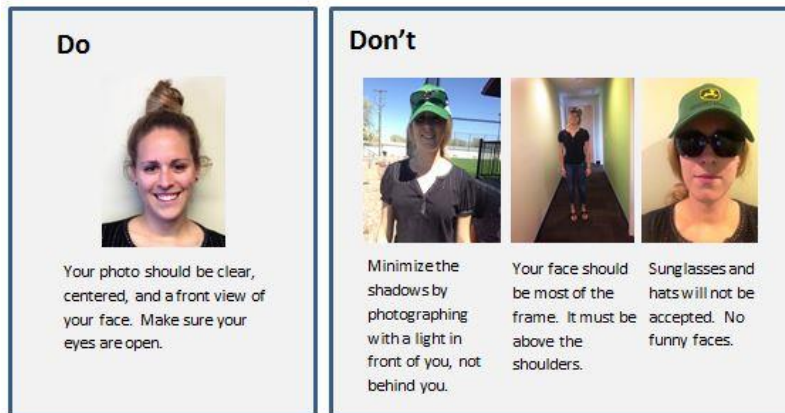 Do
Your photo should be clear,
centered, and a front view of
your face. Make sure your
eyes are open.
Don't
Minimize the
shadows by
photographing
with a light in
front of you, not
behind you.
Your face should
be most of the
frame. It must be
above the
shoulders.
Sunglasses and
hats will not be
accepted. No
funny faces.